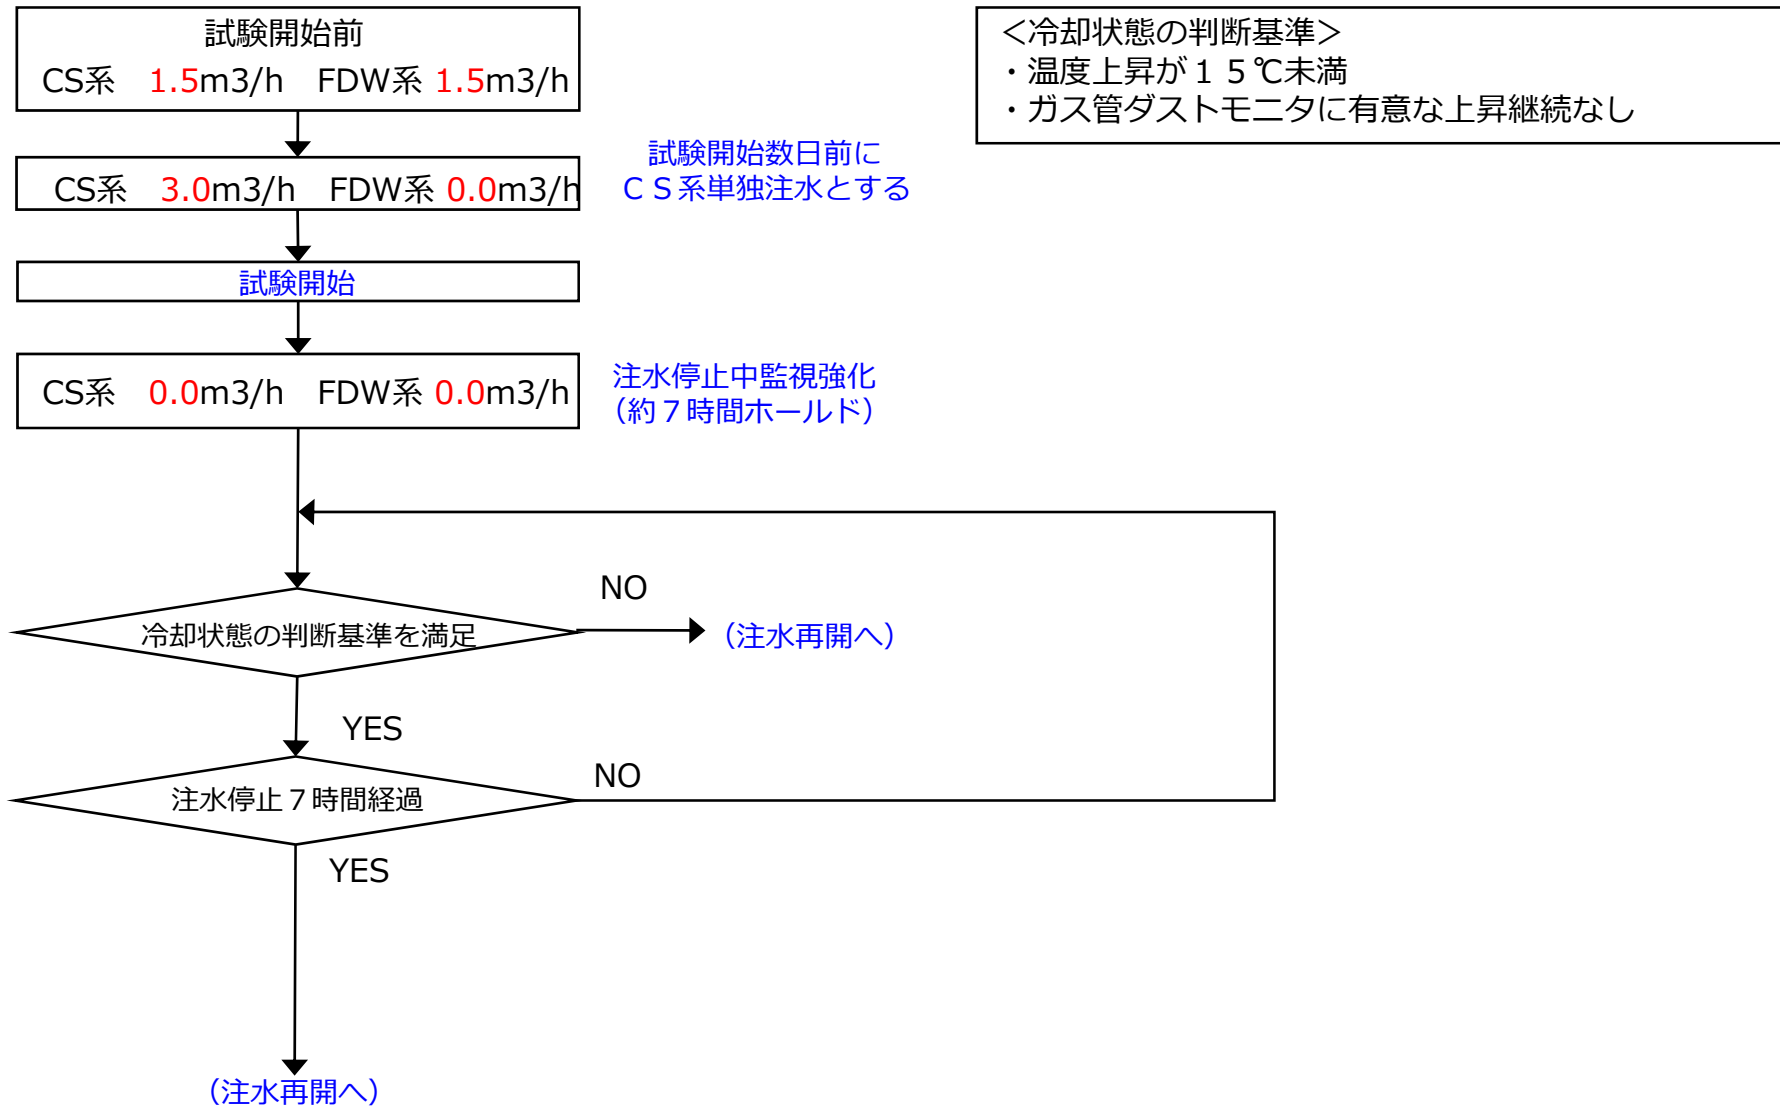 試験開始前
CS系 1.5m3/h FDW系 1.5m3/h
＜冷却状態の判断基準＞
・温度上昇が１５℃未満
・ガス管ダストモニタに有意な上昇継続なし
CS系 3.0m3/h FDW系 0.0m3/h
試験開始数日前に
ＣＳ系単独注水とする
試験開始
CS系 0.0m3/h FDW系 0.0m3/h
注水停止中監視強化
（約７時間ホールド）
冷却状態の判断基準を満足
NO
（注水再開へ）
YES
注水停止７時間経過
NO
YES
（注水再開へ）